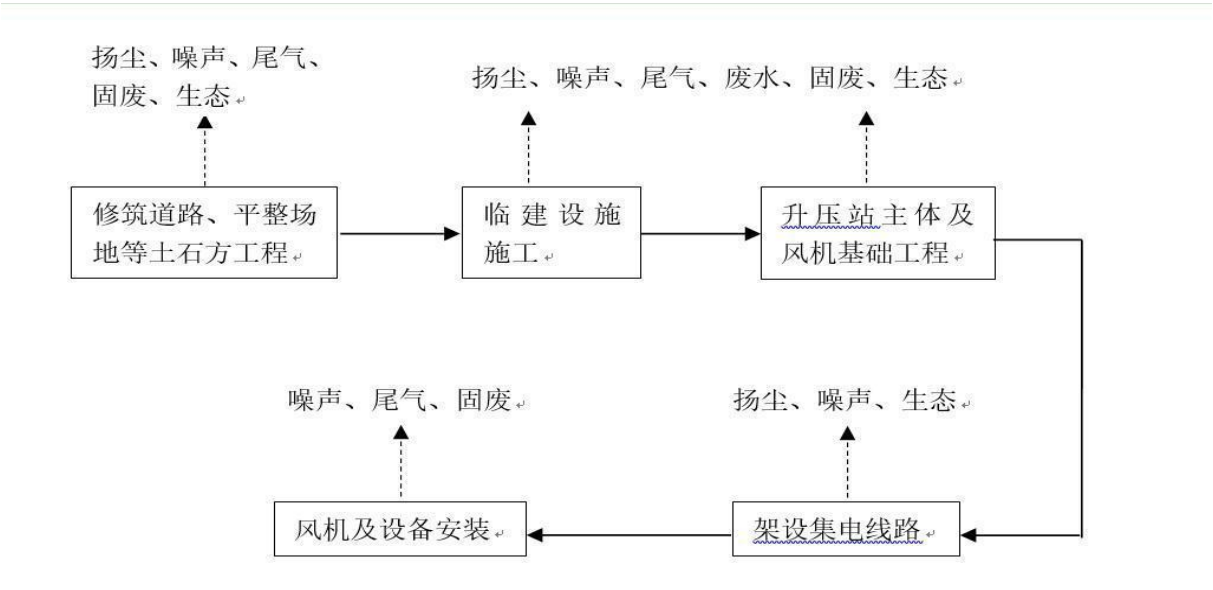 扬尘、噪声、尾气、
固废、生态
扬尘、噪声、尾气、废水、固废、生态
修筑道路、平整场
地等土石方工程
临建设施
施工
升压站主体及
风机基础工程
噪声、尾气、固废
扬尘、噪声、生态
风机及设备安装
架设集电线路